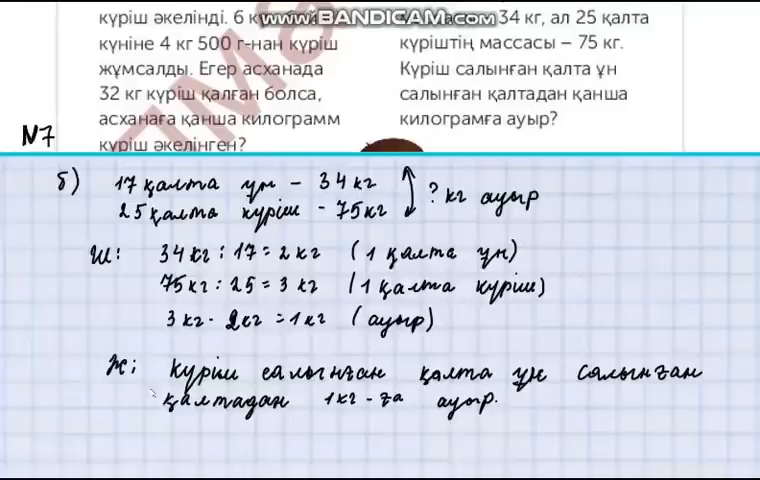 күріш әкелінді. 6 к
күніне 4 кг 500 г-нан күріш
жұмсалды. Егер асханада
32 кг күріш қалған болса,
асханаға қанша килограмм
күріш әкелінген?
www.BANDICAM.com
34 кг, ал 25 қалта
күріштің массасы – 75 кг.
Күріш салынған қалта ұн
салынған қалтадан қанша
килограмға ауыр?
N7
б) 17 қалта ұн - 34 кг
25 қалта күріш - 75 кг
? кг ауыр
Ш: 34 кг : 17 = 2 кг (1 қалта ұн)
75 кг : 25 = 3 кг (1 қалта күріш)
3 кг - 2 кг = 1 кг (ауыр)
Ж: Күріш салынған қалта ұн салынған
қалтадан 1 кг-ға ауыр.